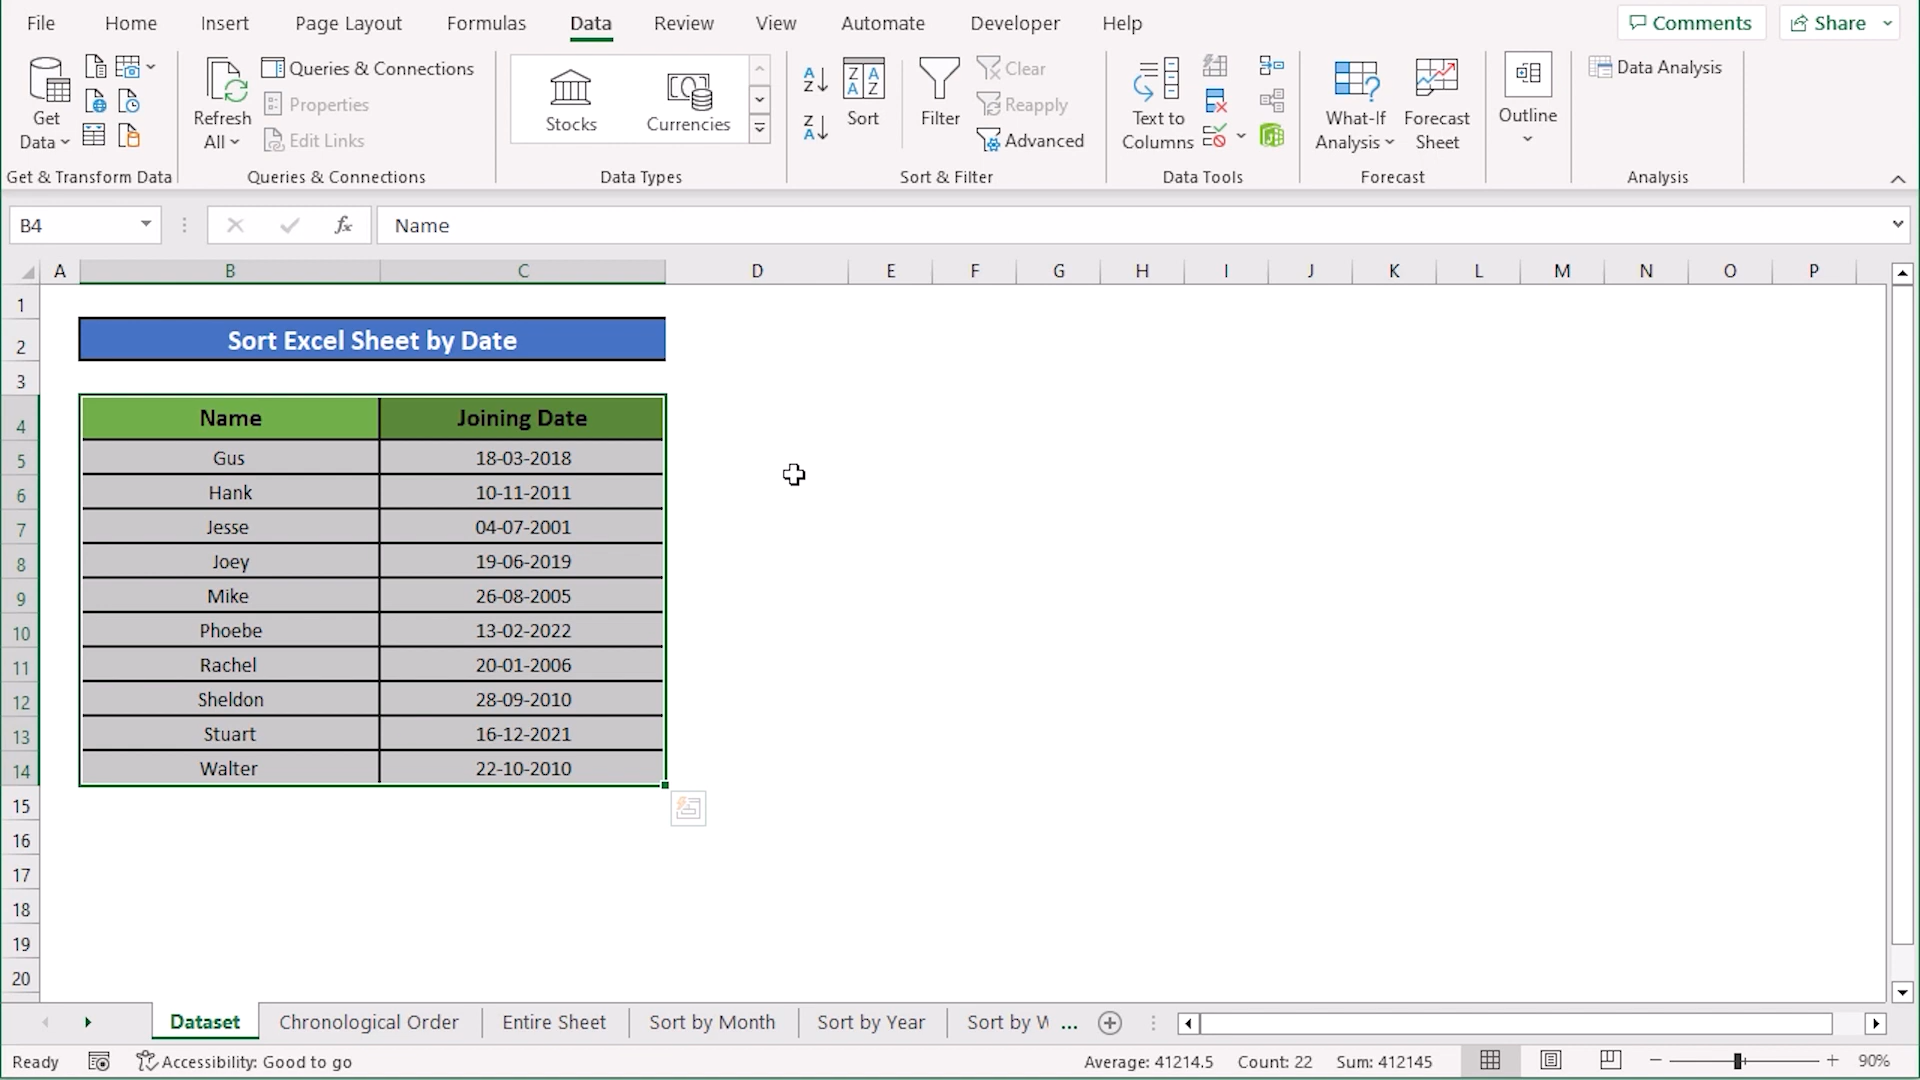 File Home Insert Page Layout Formulas Data Review View Automate Developer Help Comments Share
Get Data
Get & Transform Data
Refresh All
Queries & Connections
Properties
Edit Links
Queries & Connections
Stocks Currencies
Data Types
Sort
Filter
Clear
Reapply
Advanced
Sort & Filter
Text to Columns
Data Tools
What-If Analysis
Forecast Sheet
Forecast
Outline
Data Analysis
Analysis
B4 fx Name
A B C D E F G H I J K L M N O P
1
2 Sort Excel Sheet by Date
3
4 Name Joining Date
5 Gus 18-03-2018
6 Hank 10-11-2011
7 Jesse 04-07-2001
8 Joey 19-06-2019
9 Mike 26-08-2005
10 Phoebe 13-02-2022
11 Rachel 20-01-2006
12 Sheldon 28-09-2010
13 Stuart 16-12-2021
14 Walter 22-10-2010
15
16
17
18
19
20
Dataset Chronological Order Entire Sheet Sort by Month Sort by Year Sort by W ...
Ready Accessibility: Good to go Average: 41214.5 Count: 22 Sum: 412145 90%